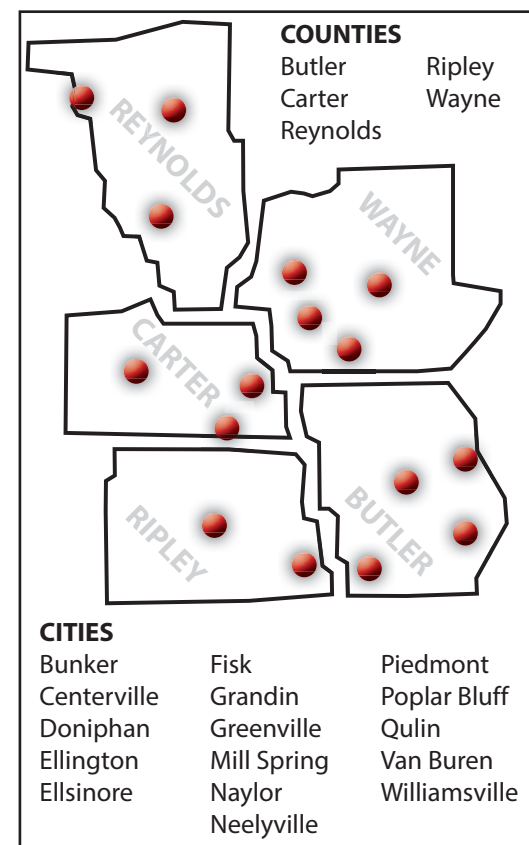 COUNTIES
Butler Ripley
Carter Wayne
Reynolds
REYNOLDS
WAYNE
CARTER
RIPLEY
BUTLER
CITIES
Bunker Fisk Piedmont
Centerville Grandin Poplar Bluff
Doniphan Greenville Qulin
Ellington Mill Spring Van Buren
Ellsinore Naylor Williamsville
Neelyville